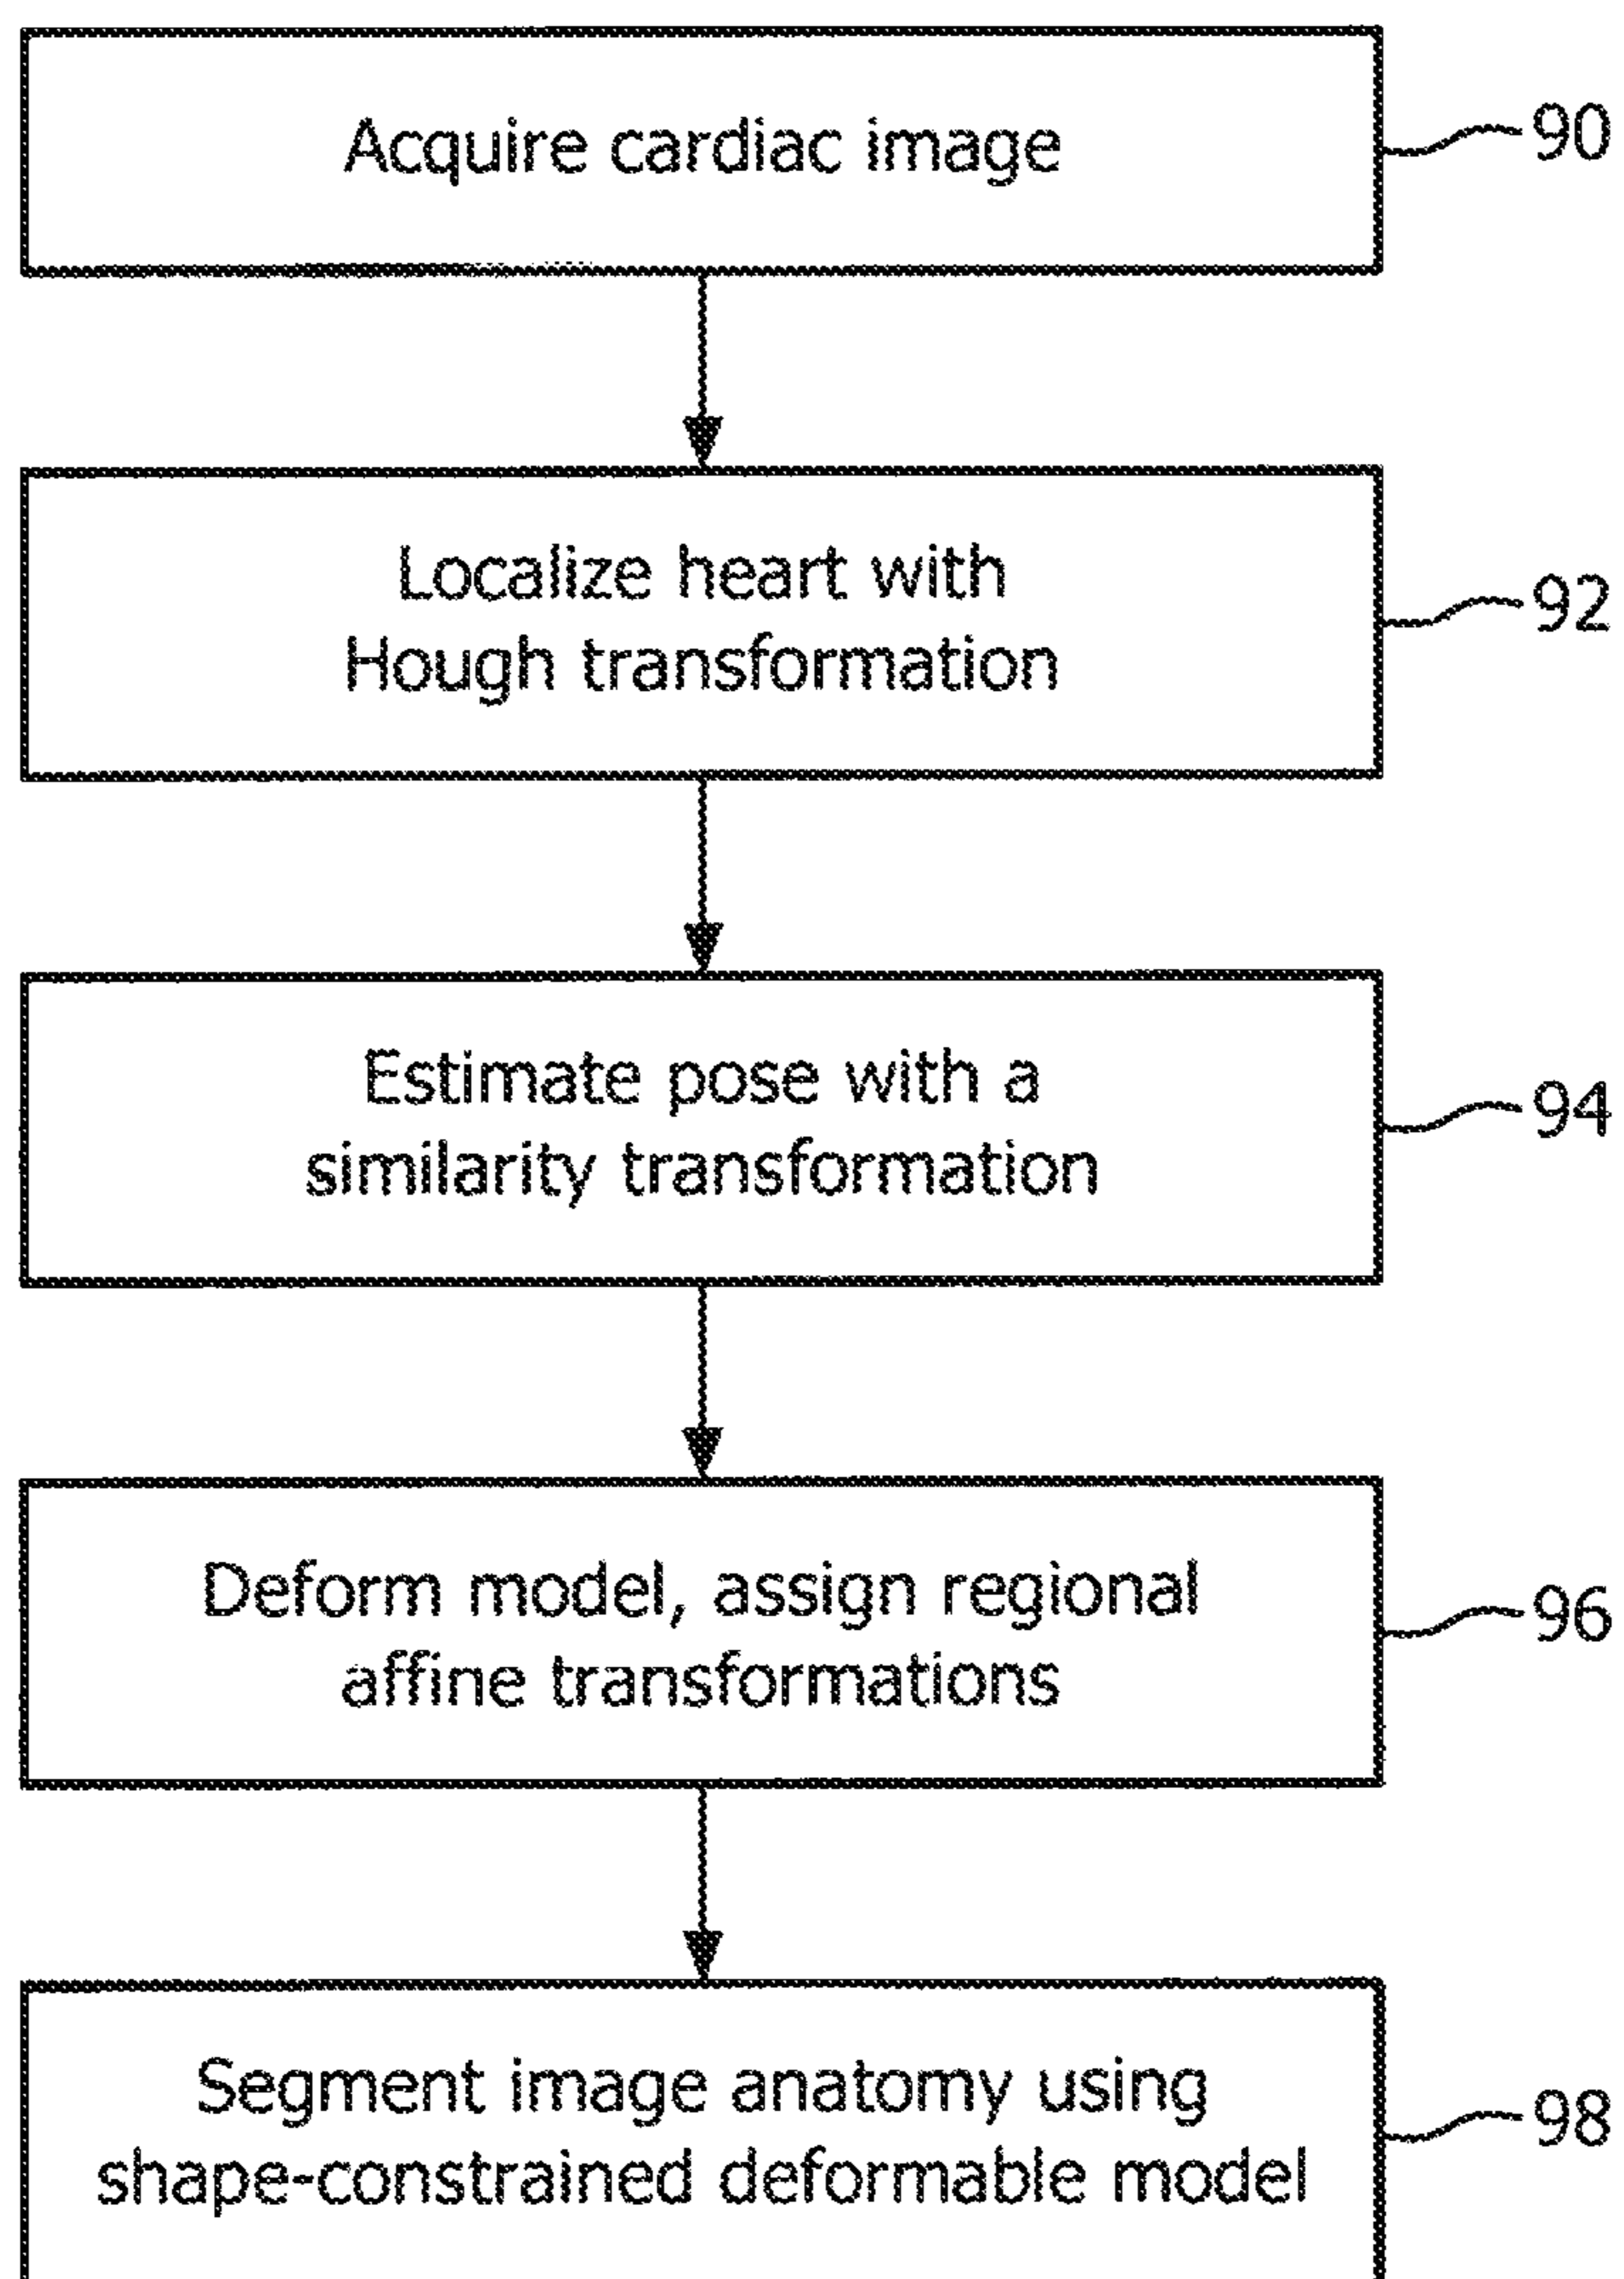 Acquire cardiac image
90
Localize heart with
Hough transformation
92
Estimate pose with a
similarity transformation
94
Deform model, assign regional
affine transformations
96
Segment image anatomy using
shape-constrained deformable model
98